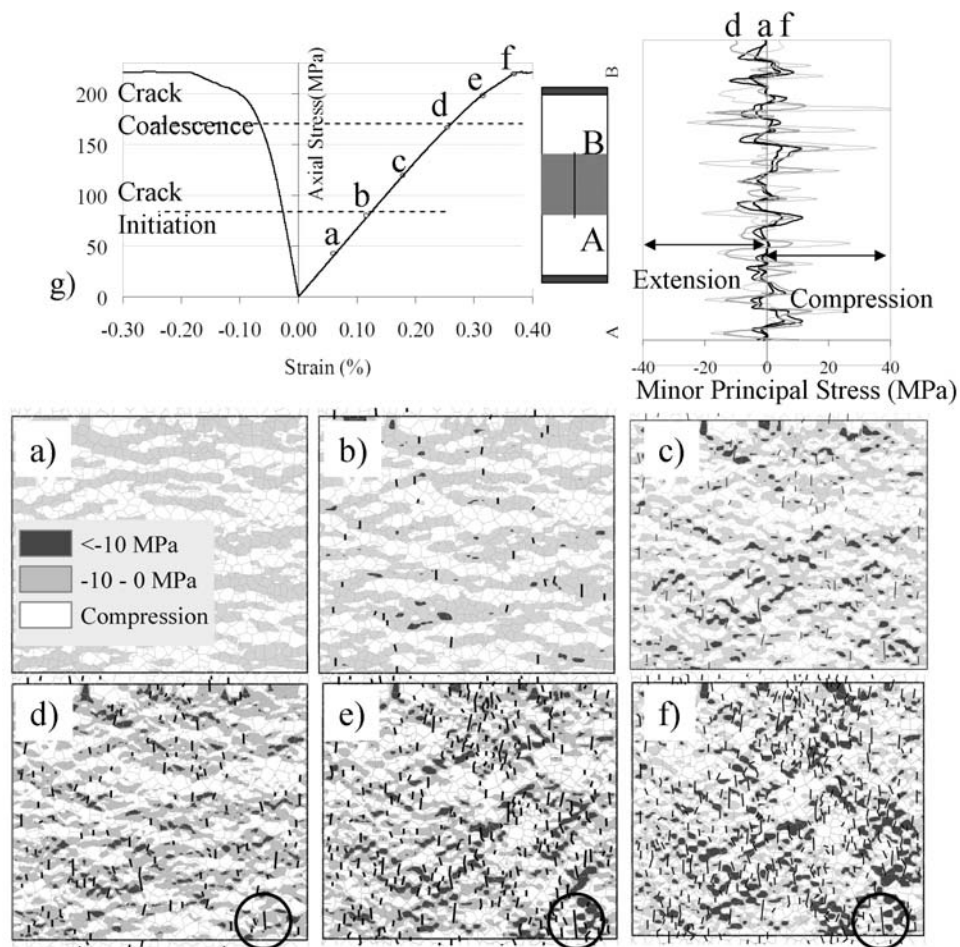 d a f
Crack
Coalescence
Crack
Initiation
Axial Stress(MPa)
200
150
100
50
0
a
b
c
d
e
f
g)
-0.30 -0.20 -0.10 0.00 0.10 0.20 0.30 0.40
Strain (%)
B
A
B
A
Extension
Compression
-40 -20 0 20 40
Minor Principal Stress (MPa)
a)
<-10 MPa
-10 - 0 MPa
Compression
b)
c)
d)
e)
f)